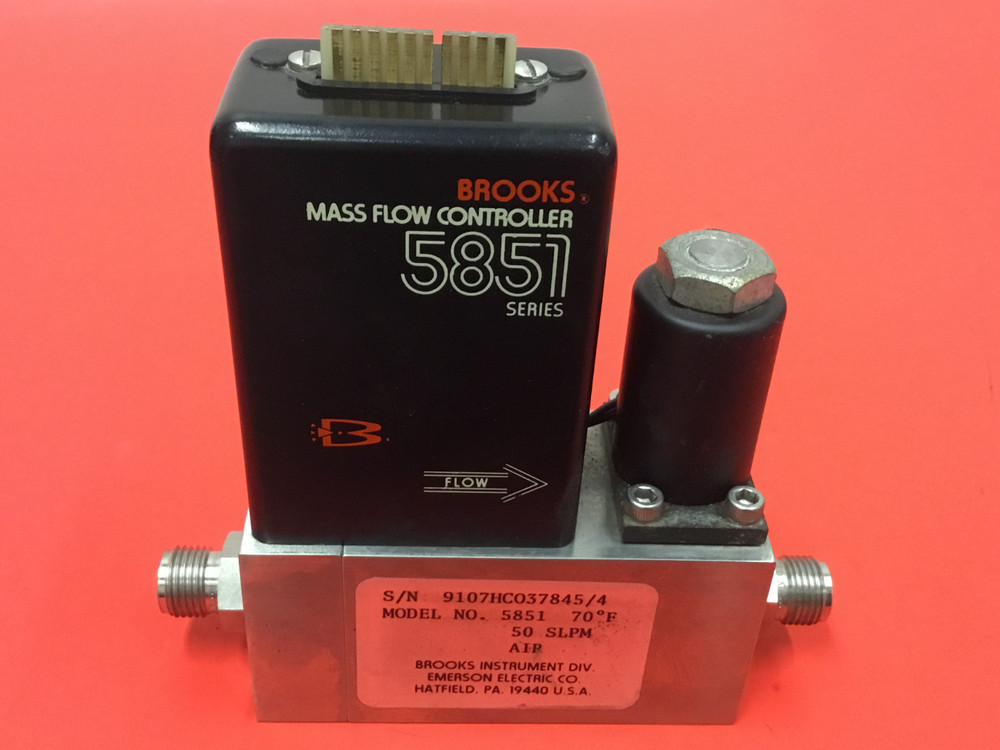 BROOKS®
MASS FLOW CONTROLLER
5851
SERIES
B
FLOW
S/N 9107HC037845/4
MODEL NO. 5851 70°F
50 SLPM
AIR
BROOKS INSTRUMENT DIV.
EMERSON ELECTRIC CO.
HATFIELD, PA. 19440 U.S.A.